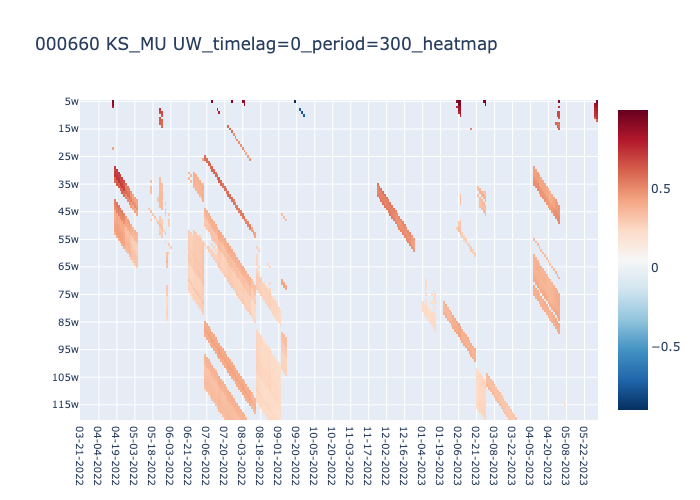 000660 KS_MU UW_timelag=0_period=300_heatmap
5w
15w
25w
35w
45w
55w
65w
75w
85w
95w
105w
115w
0.5
0
−0.5
03-21-2022
04-04-2022
04-19-2022
05-03-2022
05-18-2022
06-03-2022
06-21-2022
07-06-2022
07-20-2022
08-03-2022
08-18-2022
09-01-2022
09-20-2022
10-05-2022
10-20-2022
11-03-2022
11-17-2022
12-02-2022
12-16-2022
01-04-2023
01-19-2023
02-06-2023
02-21-2023
03-08-2023
03-22-2023
04-05-2023
04-20-2023
05-08-2023
05-22-2023